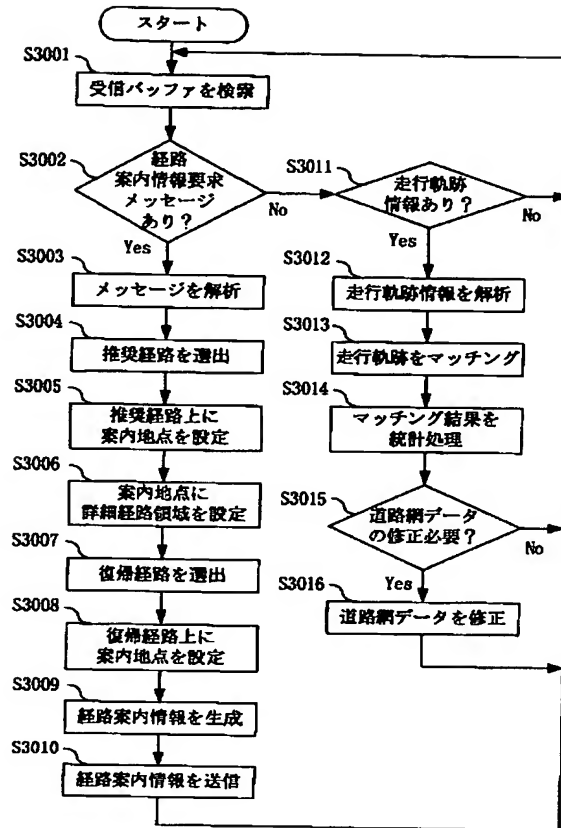 スタート
S3001
受信バッファを検索
S3002
経路
案内情報要求
メッセージ
あり？
No
Yes
S3003
メッセージを解析
S3004
推奨経路を選出
S3005
推奨経路上に
案内地点を設定
S3006
案内地点に
詳細経路領域を設定
S3007
復帰経路を選出
S3008
復帰経路上に
案内地点を設定
S3009
経路案内情報を生成
S3010
経路案内情報を送信
S3011
走行軌跡
情報あり？
No
Yes
S3012
走行軌跡情報を解析
S3013
走行軌跡をマッチング
S3014
マッチング結果を
統計処理
S3015
道路網データ
の修正必要？
No
Yes
S3016
道路網データを修正